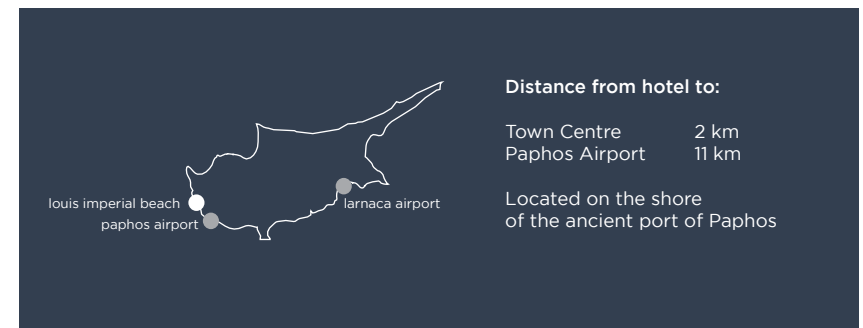 louis imperial beach
paphos airport
larnaca airport
Distance from hotel to:
Town Centre 2 km
Paphos Airport 11 km
Located on the shore
of the ancient port of Paphos